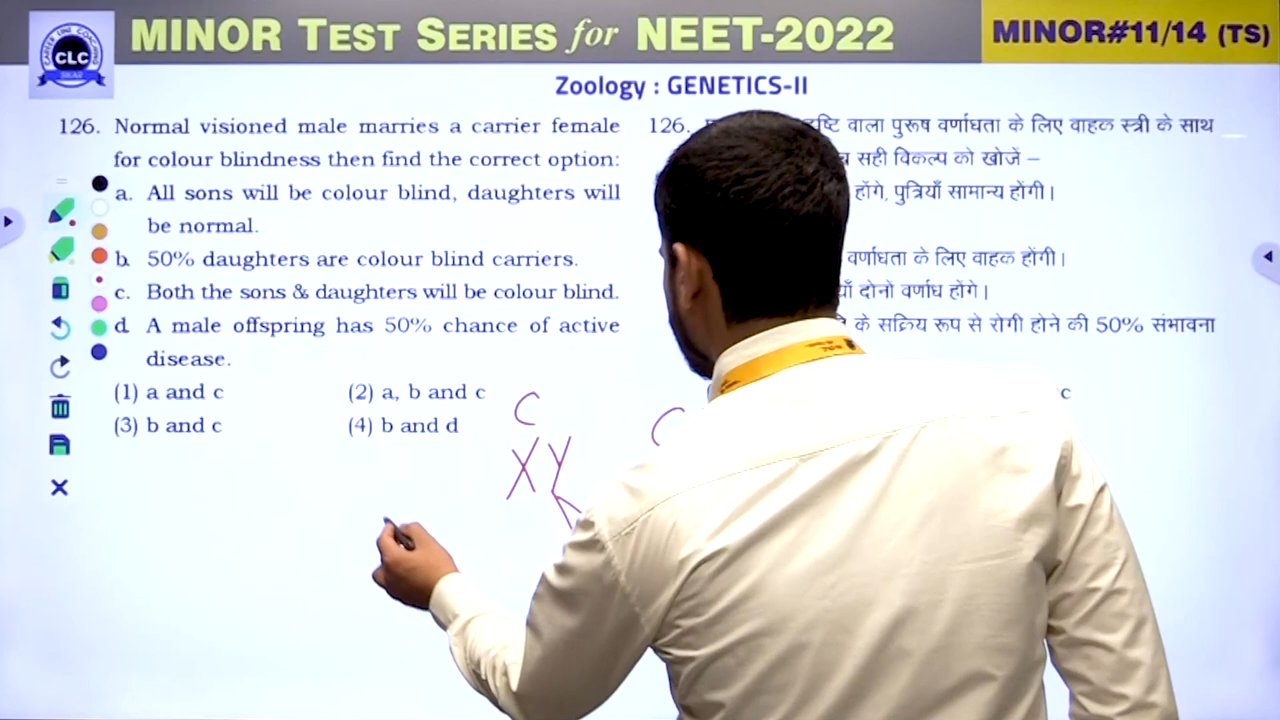 MINOR TEST SERIES for NEET-2022
MINOR#11/14 (TS)
CLC
SIKAR
Zoology : GENETICS-II
126. Normal visioned male marries a carrier female
for colour blindness then find the correct option:
a. All sons will be colour blind, daughters will
be normal.
b. 50% daughters are colour blind carriers.
c. Both the sons & daughters will be colour blind.
d. A male offspring has 50% chance of active
disease.
(1) a and c (2) a, b and c
(3) b and c (4) b and d
126. वाला पुरूष वर्णांधता के लिए वाहक स्त्री के साथ
सही विकल्प को खोजें –
होंगे, पुत्रियाँ सामान्य होंगी।
वर्णांधता के लिए वाहक होंगी।
दोनों वर्णांध होंगे।
के सक्रिय रूप से रोगी होने की 50% संभावना
c
C
C
XY